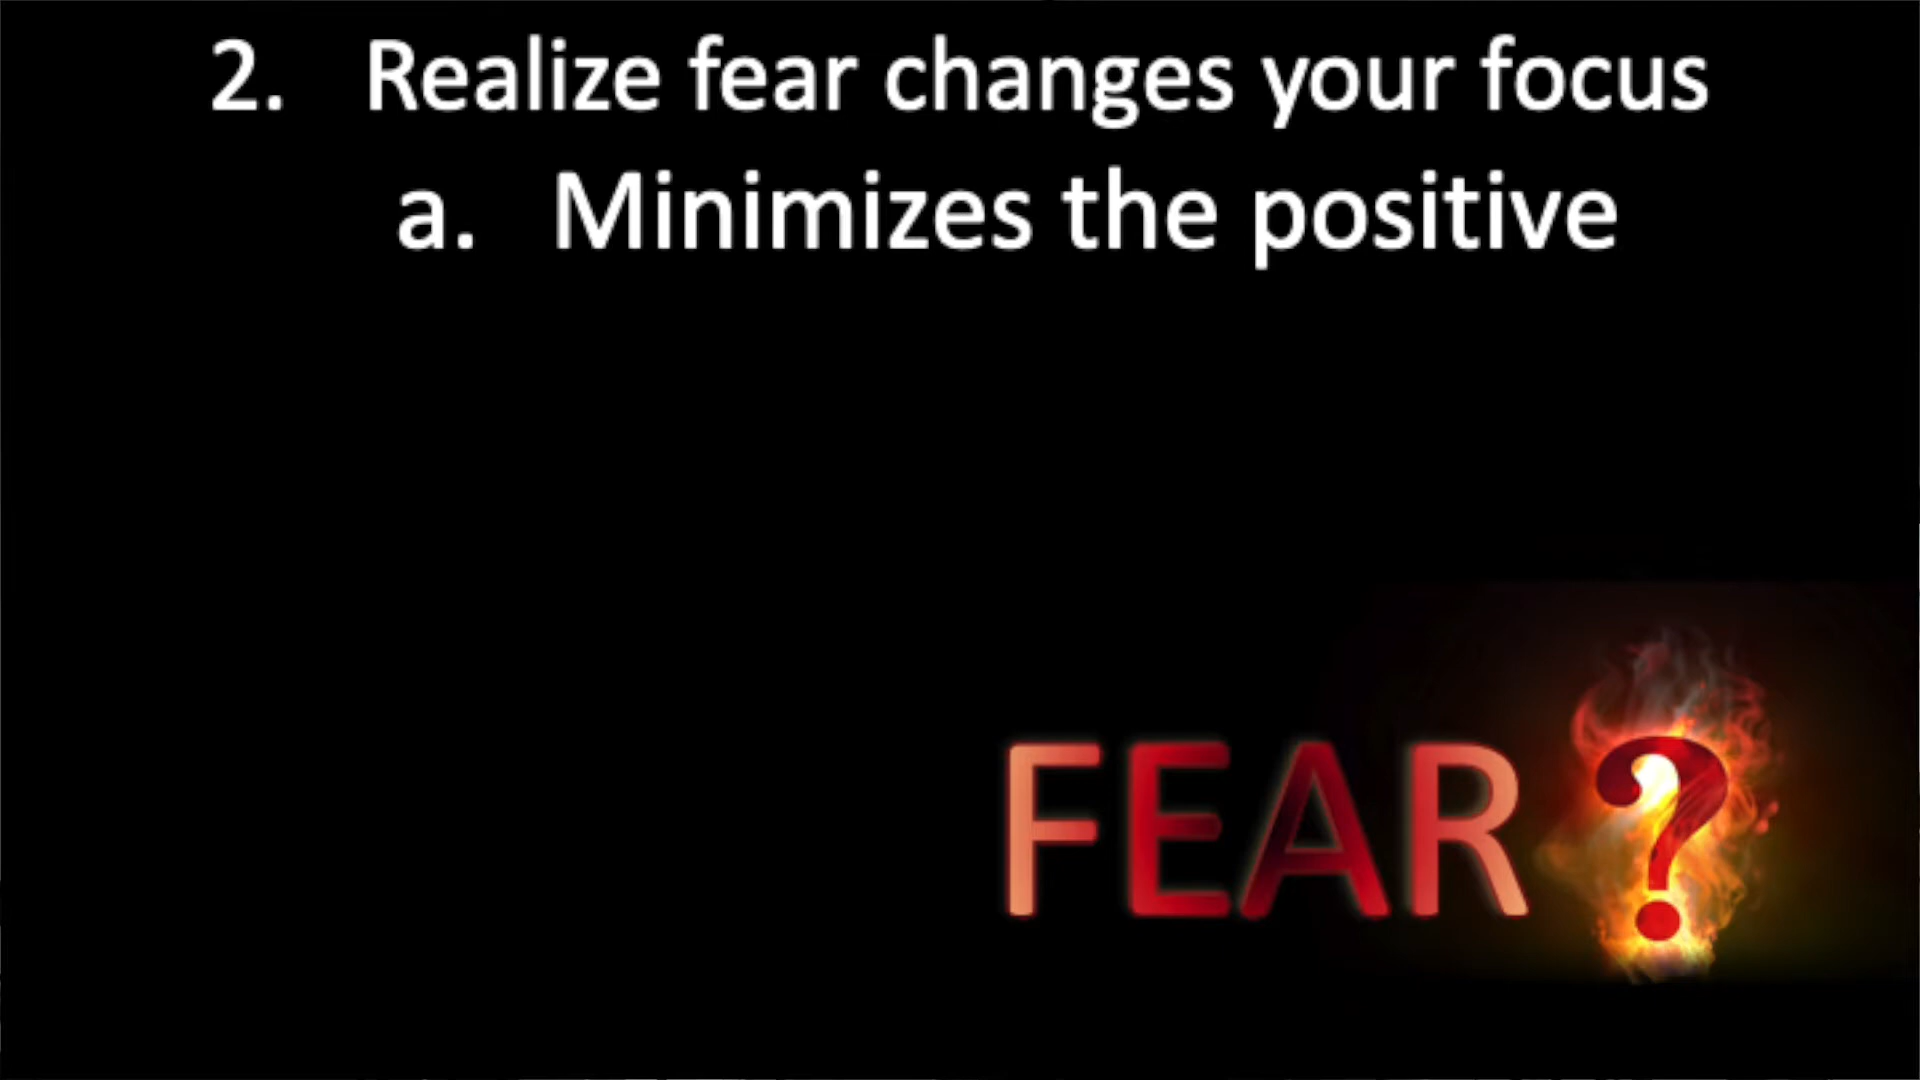 2. Realize fear changes your focus
a. Minimizes the positive
FEAR ?